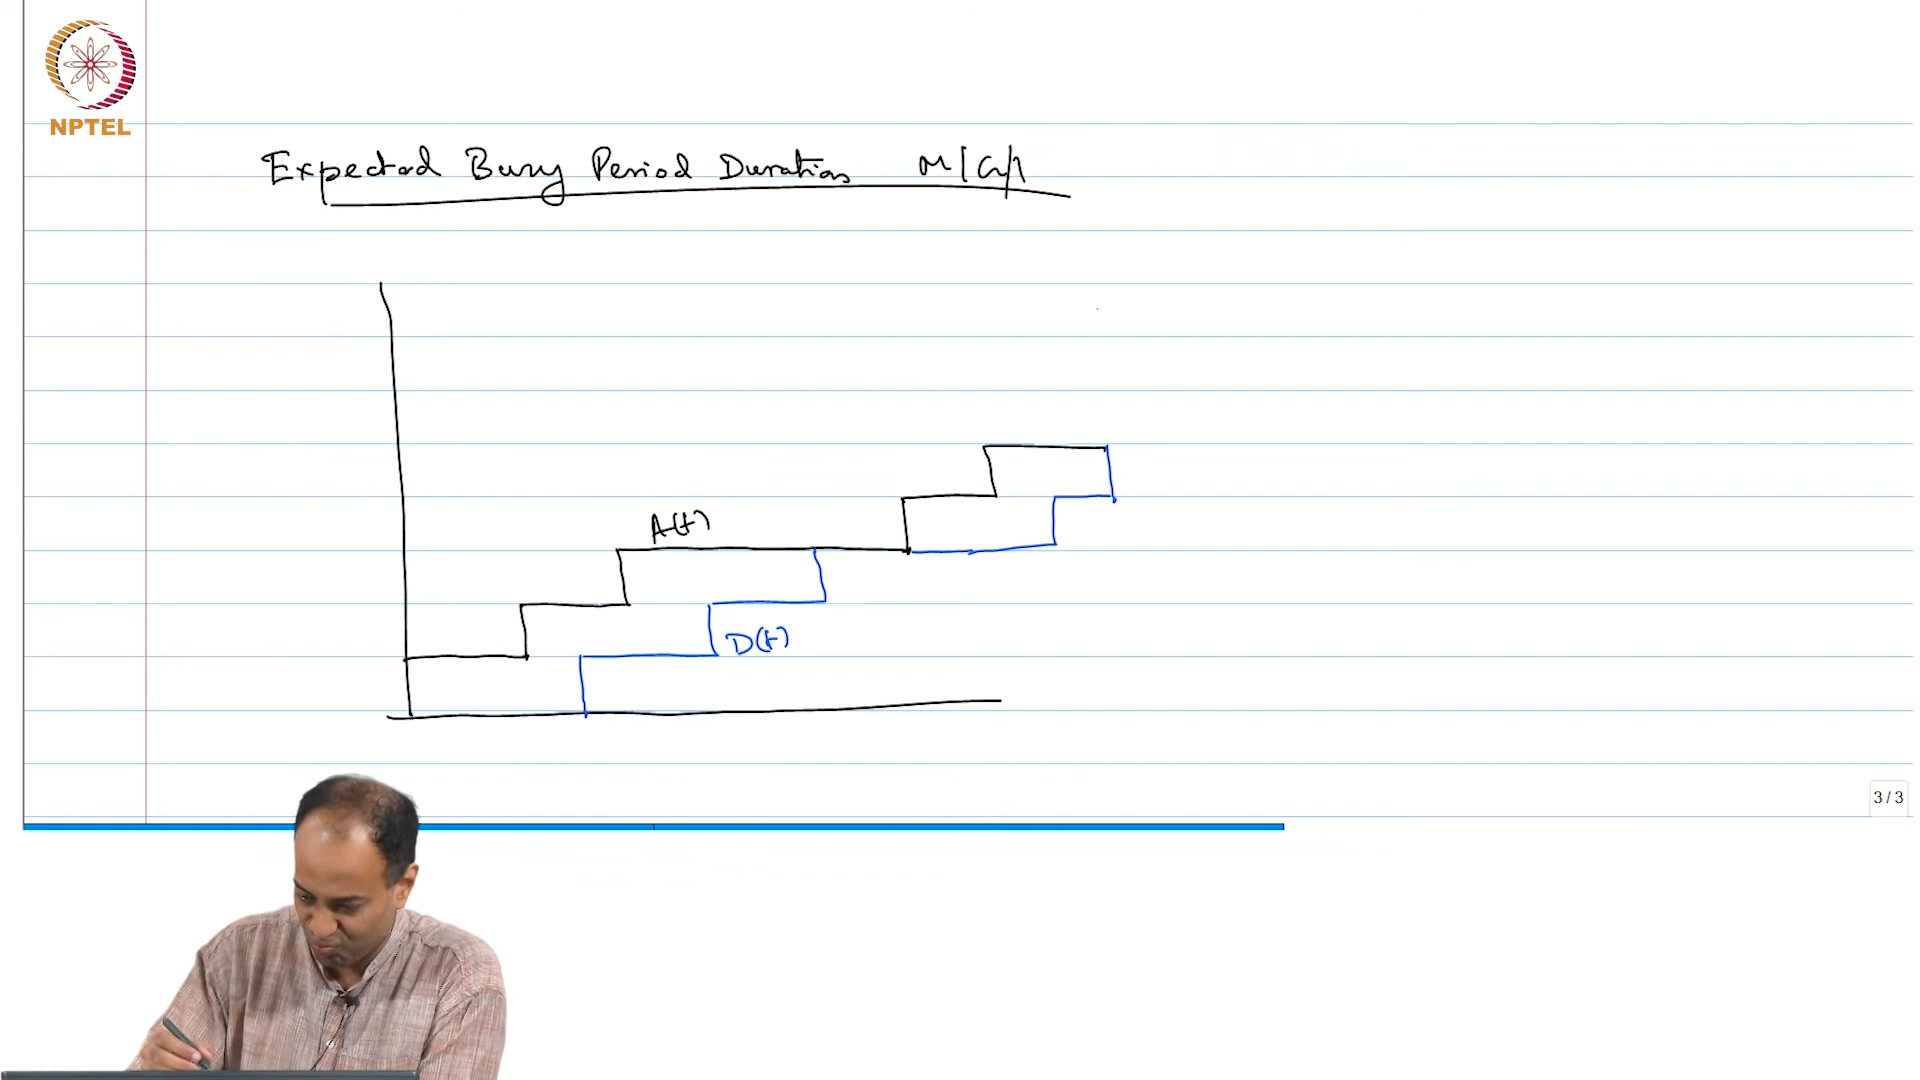 NPTEL
Expected Busy Period Duration M/G/1
A(t)
D(t)
3 / 3